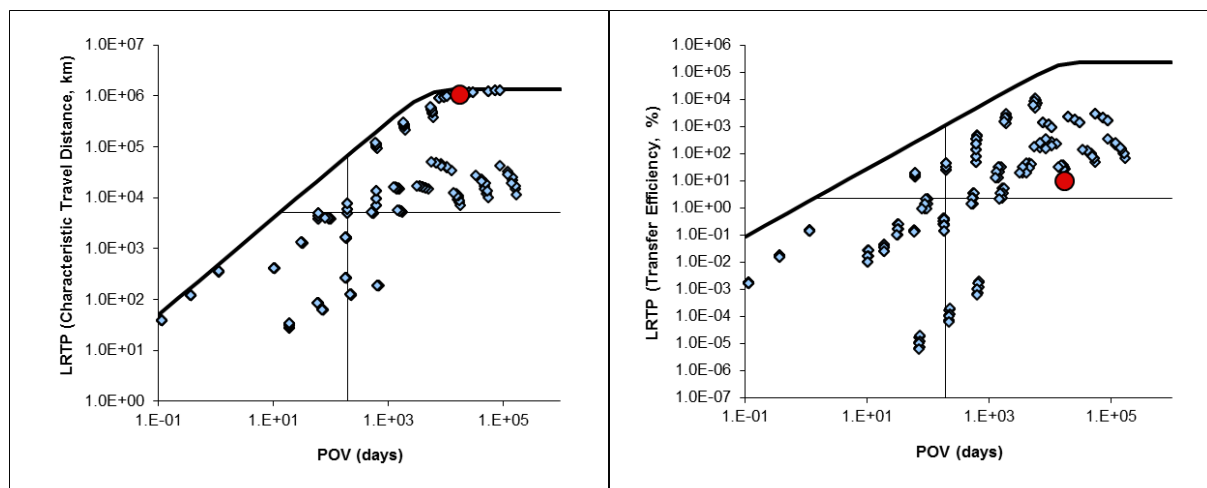 1.0E+07
1.0E+06
1.0E+05
1.0E+04
1.0E+03
1.0E+02
1.0E+01
1.0E+00
LRTP (Characteristic Travel Distance, km)
1.E-01 1.E+01 1.E+03 1.E+05
POV (days)
1.0E+06
1.0E+05
1.0E+04
1.0E+03
1.0E+02
1.0E+01
1.0E+00
1.0E-01
1.0E-02
1.0E-03
1.0E-04
1.0E-05
1.0E-06
1.0E-07
LRTP (Transfer Efficiency, %)
1.E-01 1.E+01 1.E+03 1.E+05
POV (days)